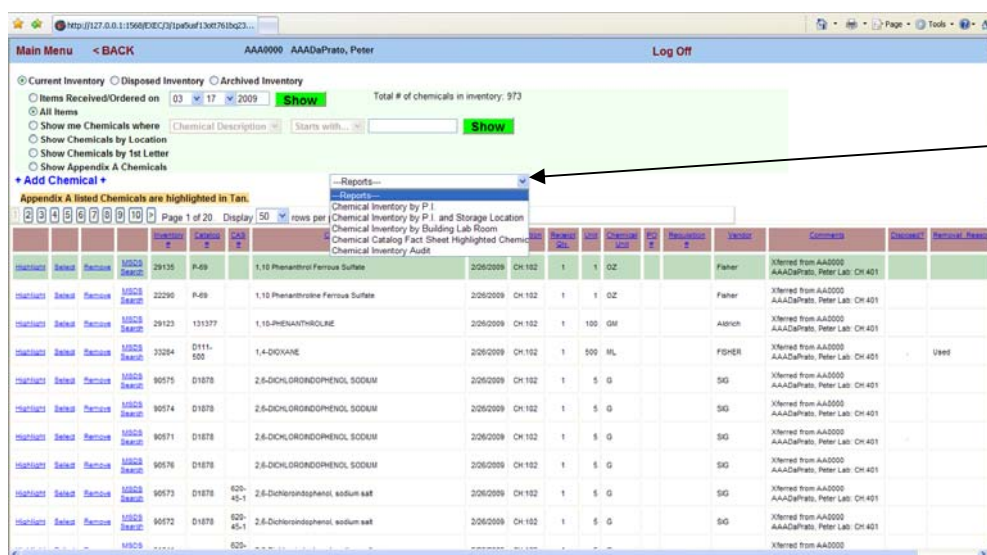 http://127.0.0.1:1568/EXEC/3/1pa5usf13ott761bq23...
Page Tools
Main Menu < BACK AAA0000 AAADaPrato, Peter Log Off
Current Inventory Disposed Inventory Archived Inventory
Items Received/Ordered on 03 17 2009 Show Total # of chemicals in inventory: 973
All Items
Show me Chemicals where Chemical Description Starts with... Show
Show Chemicals by Location
Show Chemicals by 1st Letter
Show Appendix A Chemicals
+ Add Chemical + ---Reports---
Appendix A listed Chemicals are highlighted in Tan.
---Reports---
Chemical Inventory by P.I.
Chemical Inventory by P.I. and Storage Location
Chemical Inventory by Building Lab Room
Chemical Catalog Fact Sheet Highlighted Chemic
Chemical Inventory Audit
1 2 3 4 5 6 7 8 9 10 > Page 1 of 20 Display 50 rows per
Inventory # Catalog # CAS # Receipt Qty. Unit Chemical Unit PO # Requisition # Vendor Comments Disposed? Removal Reason
Highlight Select Remove MSDS Search 29135 P-69 1,10 Phenanthrol Ferrous Sulfate 2/26/2009 CH:102 1 1 OZ Fisher Xferred from AA0000 AAADaPrato, Peter Lab: CH:401
Highlight Select Remove MSDS Search 22290 P-69 1,10 Phenanthroline Ferrous Sulfate 2/26/2009 CH:102 1 1 OZ Fisher Xferred from AA0000 AAADaPrato, Peter Lab: CH:401
Highlight Select Remove MSDS Search 29123 131377 1,10-PHENANTHROLINE 2/26/2009 CH:102 1 100 GM Aldrich Xferred from AA0000 AAADaPrato, Peter Lab: CH:401
Highlight Select Remove MSDS Search 33284 D111-500 1,4-DIOXANE 2/26/2009 CH:102 1 500 ML FISHER Xferred from AA0000 AAADaPrato, Peter Lab: CH:401 Used
Highlight Select Remove MSDS Search 90575 D1878 2,6-DICHLOROINDOPHENOL SODIUM 2/26/2009 CH:102 1 5 G SIG Xferred from AA0000 AAADaPrato, Peter Lab: CH:401
Highlight Select Remove MSDS Search 90574 D1878 2,6-DICHLOROINDOPHENOL SODIUM 2/26/2009 CH:102 1 5 G SIG Xferred from AA0000 AAADaPrato, Peter Lab: CH:401
Highlight Select Remove MSDS Search 90571 D1878 2,6-DICHLOROINDOPHENOL SODIUM 2/26/2009 CH:102 1 5 G SIG Xferred from AA0000 AAADaPrato, Peter Lab: CH:401
Highlight Select Remove MSDS Search 90576 D1878 2,6-DICHLOROINDOPHENOL SODIUM 2/26/2009 CH:102 1 5 G SIG Xferred from AA0000 AAADaPrato, Peter Lab: CH:401
Highlight Select Remove MSDS Search 90573 D1878 620-45-1 2,6-Dichloroindophenol, sodium salt 2/26/2009 CH:102 1 5 G SIG Xferred from AA0000 AAADaPrato, Peter Lab: CH:401
Highlight Select Remove MSDS Search 90572 D1878 620-45-1 2,6-Dichloroindophenol, sodium salt 2/26/2009 CH:102 1 5 G SIG Xferred from AA0000 AAADaPrato, Peter Lab: CH:401
MSDS 620- Xferred from AA0000